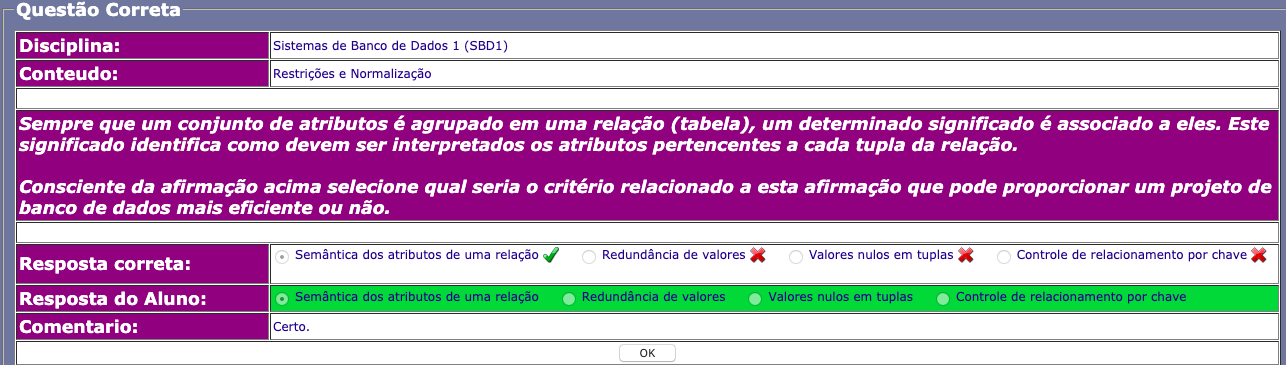 Questão Correta
Disciplina: Sistemas de Banco de Dados 1 (SBD1)
Conteudo: Restrições e Normalização
Sempre que um conjunto de atributos é agrupado em uma relação (tabela), um determinado significado é associado a eles. Este
significado identifica como devem ser interpretados os atributos pertencentes a cada tupla da relação.
Consciente da afirmação acima selecione qual seria o critério relacionado a esta afirmação que pode proporcionar um projeto de
banco de dados mais eficiente ou não.
Resposta correta: Semântica dos atributos de uma relação Redundância de valores Valores nulos em tuplas Controle de relacionamento por chave
Resposta do Aluno: Semântica dos atributos de uma relação Redundância de valores Valores nulos em tuplas Controle de relacionamento por chave
Comentario: Certo.
OK